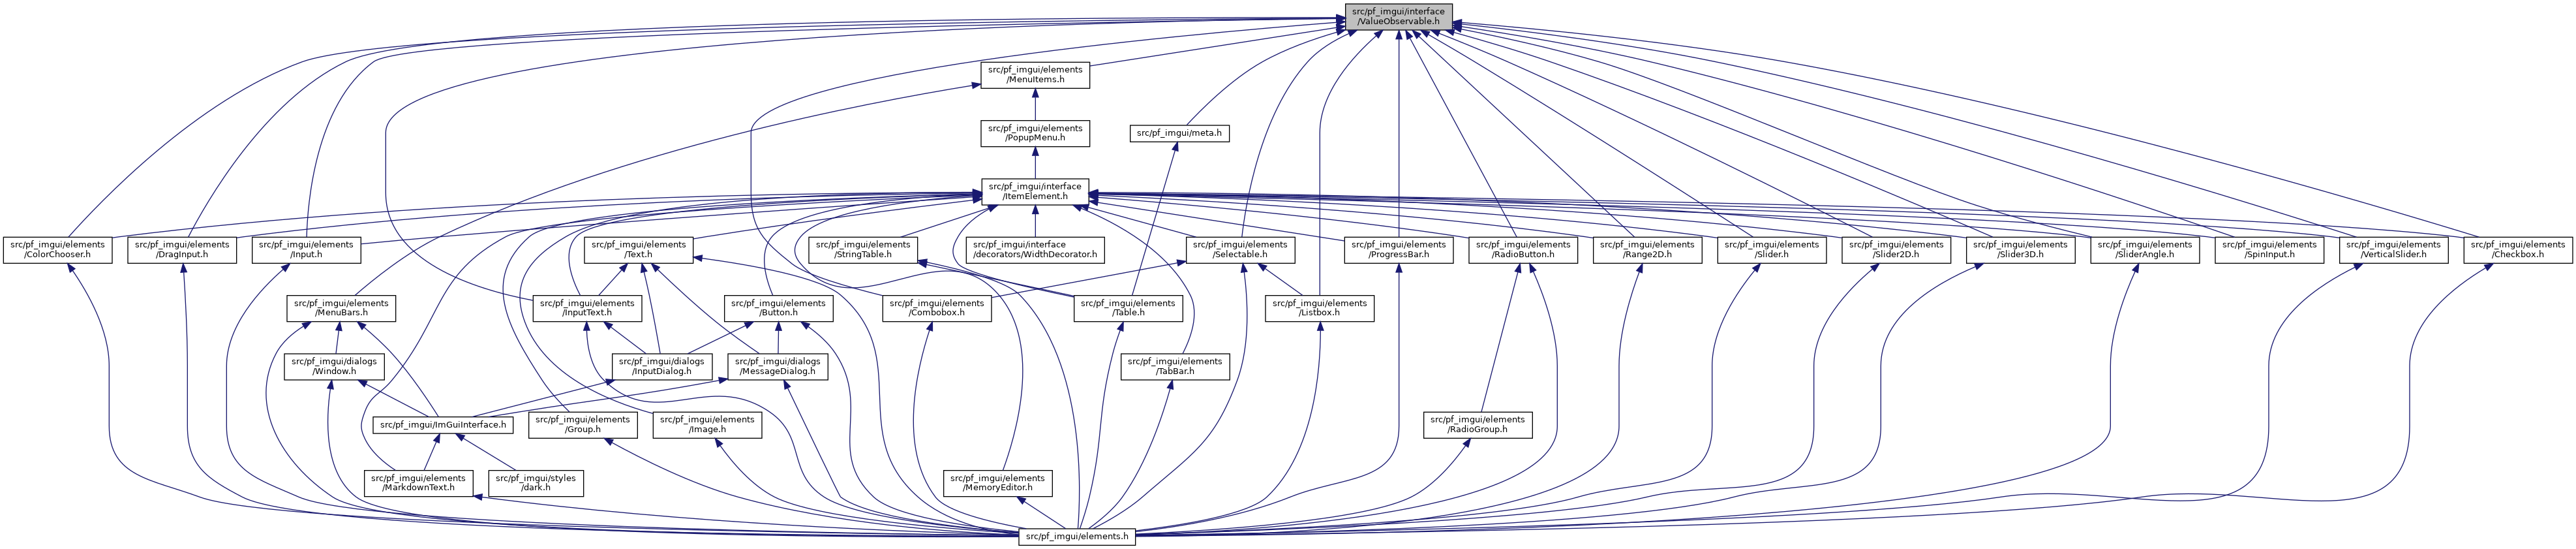 src/pf_imgui/interface
/ValueObservable.h
src/pf_imgui/elements
/MenuItems.h
src/pf_imgui/elements
/PopupMenu.h
src/pf_imgui/meta.h
src/pf_imgui/interface
/ItemElement.h
src/pf_imgui/elements
/ColorChooser.h
src/pf_imgui/elements
/DragInput.h
src/pf_imgui/elements
/Input.h
src/pf_imgui/elements
/Text.h
src/pf_imgui/elements
/StringTable.h
src/pf_imgui/interface
/decorators/WidthDecorator.h
src/pf_imgui/elements
/Selectable.h
src/pf_imgui/elements
/ProgressBar.h
src/pf_imgui/elements
/RadioButton.h
src/pf_imgui/elements
/Range2D.h
src/pf_imgui/elements
/Slider.h
src/pf_imgui/elements
/Slider2D.h
src/pf_imgui/elements
/Slider3D.h
src/pf_imgui/elements
/SliderAngle.h
src/pf_imgui/elements
/SpinInput.h
src/pf_imgui/elements
/VerticalSlider.h
src/pf_imgui/elements
/Checkbox.h
src/pf_imgui/elements
/MenuBars.h
src/pf_imgui/elements
/InputText.h
src/pf_imgui/elements
/Button.h
src/pf_imgui/elements
/Combobox.h
src/pf_imgui/elements
/Table.h
src/pf_imgui/elements
/Listbox.h
src/pf_imgui/dialogs
/Window.h
src/pf_imgui/dialogs
/InputDialog.h
src/pf_imgui/dialogs
/MessageDialog.h
src/pf_imgui/elements
/TabBar.h
src/pf_imgui/ImGuiInterface.h
src/pf_imgui/elements
/Group.h
src/pf_imgui/elements
/Image.h
src/pf_imgui/elements
/RadioGroup.h
src/pf_imgui/elements
/MarkdownText.h
src/pf_imgui/styles
/dark.h
src/pf_imgui/elements
/MemoryEditor.h
src/pf_imgui/elements.h